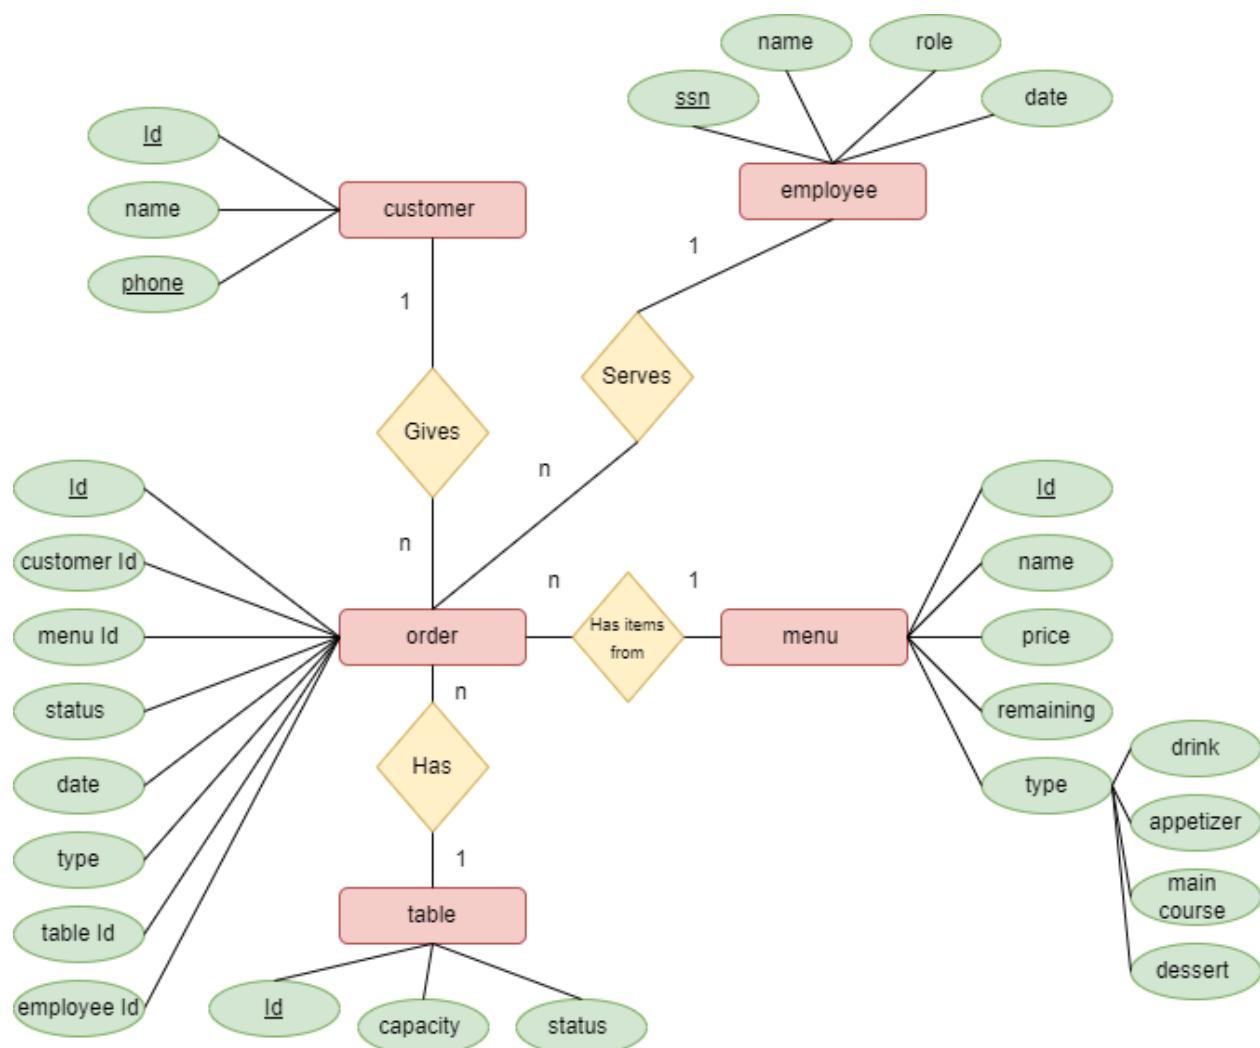 name
role
ssn
date
Id
employee
customer
name
1
phone
1
Serves
Gives
n
Id
Id
n
customer Id
name
n
1
menu Id
order
Has items
from
menu
price
n
status
remaining
drink
Has
date
type
appetizer
type
1
main
course
table
table Id
dessert
employee Id
Id
capacity
status